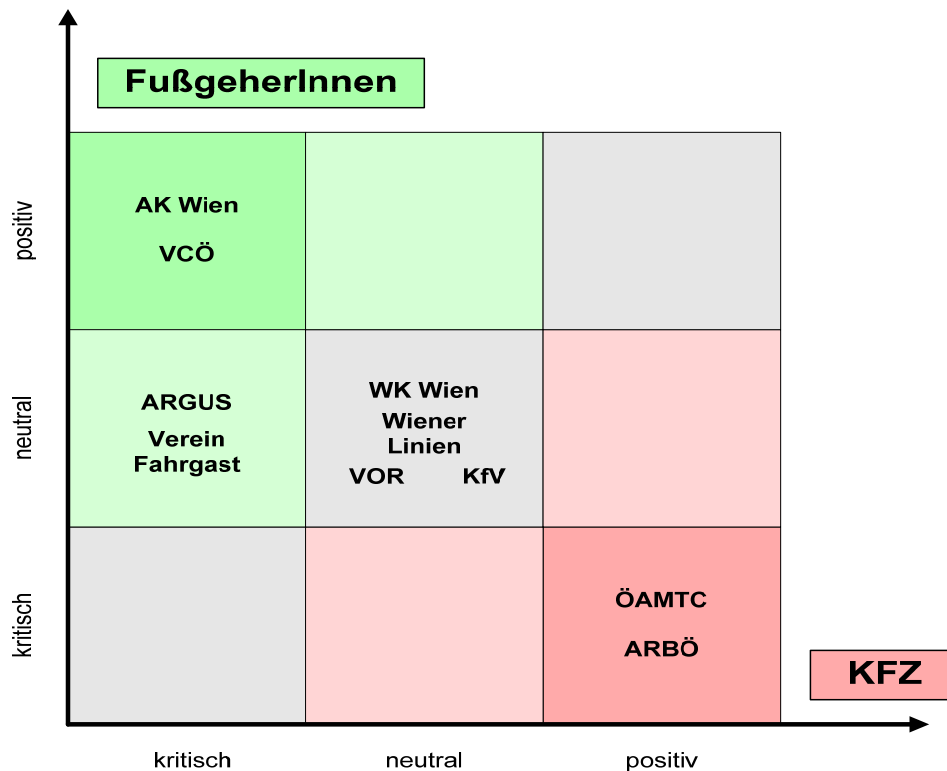 FußgeherInnen
positiv
AK Wien
VCÖ
neutral
ARGUS
Verein
Fahrgast
WK Wien
Wiener
Linien
VOR KfV
kritisch
ÖAMTC
ARBÖ
KFZ
kritisch neutral positiv